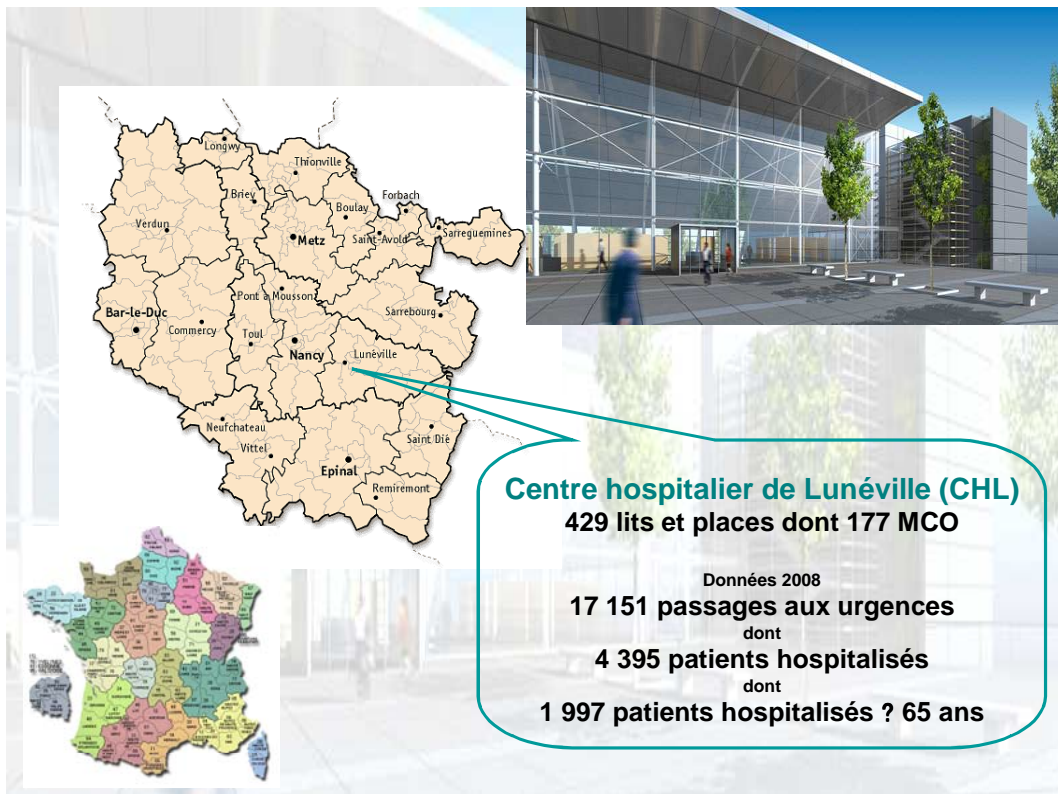 Longwy
Thionville
Briey
Boulay
Forbach
Verdun
Metz
Saint-Avold
Sarreguemines
Pont à Mousson
Bar-le-Duc
Commercy
Toul
Sarrebourg
Nancy
Lunéville
Neufchateau
Vittel
Saint Dié
Epinal
Remiremont
Centre hospitalier de Lunéville (CHL)
429 lits et places dont 177 MCO
Données 2008
17 151 passages aux urgences
dont
4 395 patients hospitalisés
dont
1 997 patients hospitalisés ? 65 ans